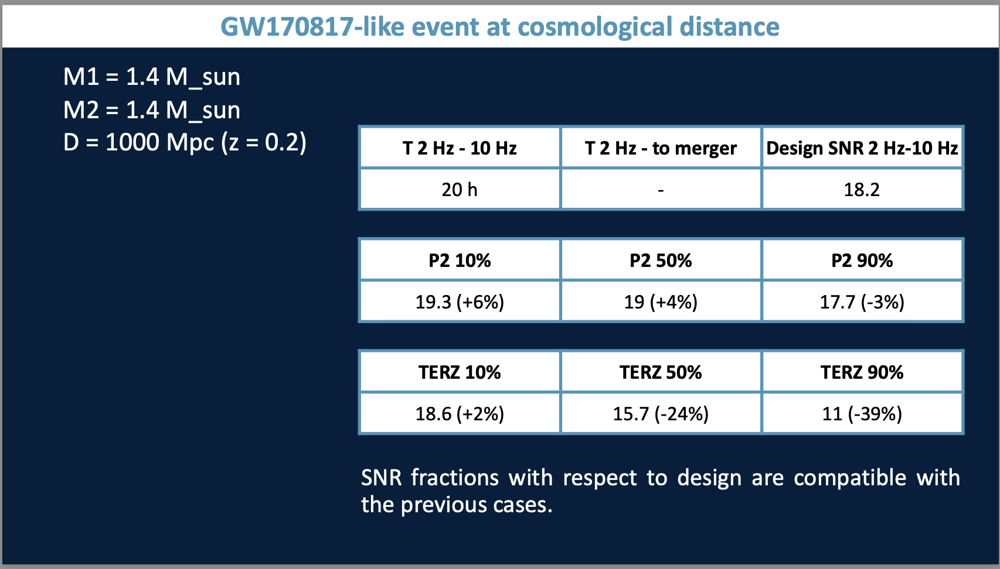 GW170817-like event at cosmological distance
M1 = 1.4 M_sun
M2 = 1.4 M_sun
D = 1000 Mpc (z = 0.2)
T 2 Hz - 10 Hz T 2 Hz - to merger Design SNR 2 Hz-10 Hz
20 h - 18.2
P2 10% P2 50% P2 90%
19.3 (+6%) 19 (+4%) 17.7 (-3%)
TERZ 10% TERZ 50% TERZ 90%
18.6 (+2%) 15.7 (-24%) 11 (-39%)
SNR fractions with respect to design are compatible with
the previous cases.